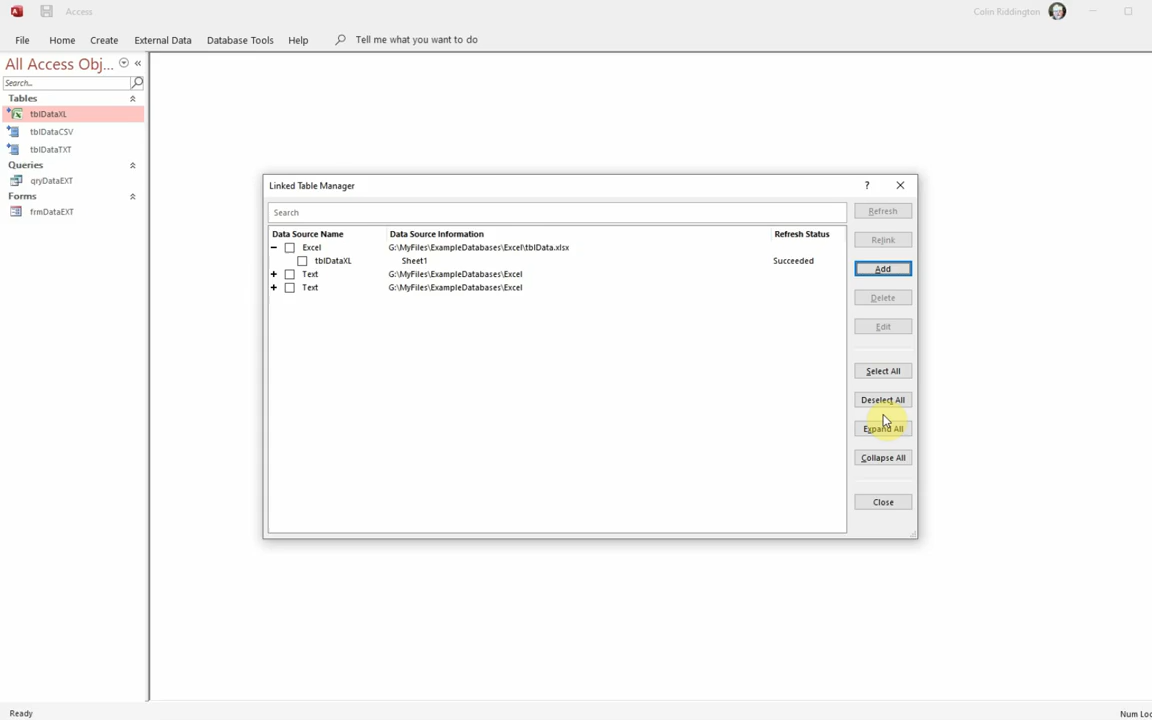 Access
Colin Riddington
File Home Create External Data Database Tools Help Tell me what you want to do
All Access Obj...
Search...
Tables
tblDataXL
tblDataCSV
tblDataTXT
Queries
qryDataEXT
Forms
frmDataEXT
Linked Table Manager
?
Search
Data Source Name Data Source Information Refresh Status
Excel G:\MyFiles\ExampleDatabases\Excel\tblData.xlsx
tblDataXL Sheet1 Succeeded
Text G:\MyFiles\ExampleDatabases\Excel
Text G:\MyFiles\ExampleDatabases\Excel
Refresh
Relink
Add
Delete
Edit
Select All
Deselect All
Expand All
Collapse All
Close
Ready
Num Loc